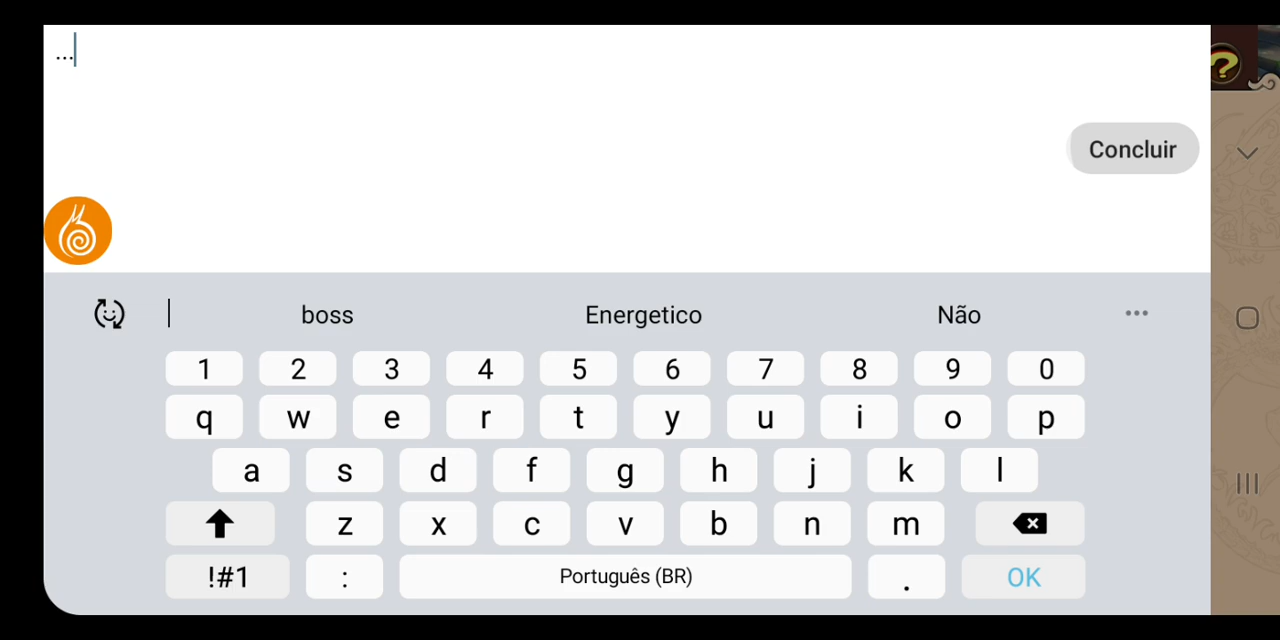 ...
Concluir
boss Energetico Não ...
1 2 3 4 5 6 7 8 9 0
q w e r t y u i o p
a s d f g h j k l
z x c v b n m
!#1 : Português (BR) . OK
?